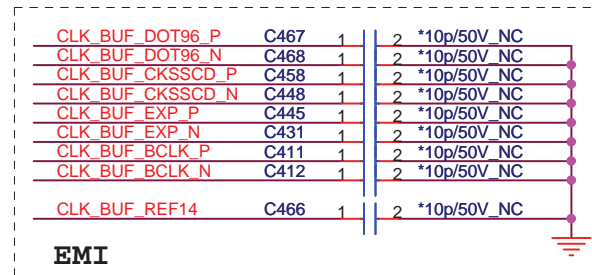 CLK_BUF_DOT96_P C467 1 2 *10p/50V_NC
CLK_BUF_DOT96_N C468 1 2 *10p/50V_NC
CLK_BUF_CKSSCD_P C458 1 2 *10p/50V_NC
CLK_BUF_CKSSCD_N C448 1 2 *10p/50V_NC
CLK_BUF_EXP_P C445 1 2 *10p/50V_NC
CLK_BUF_EXP_N C431 1 2 *10p/50V_NC
CLK_BUF_BCLK_P C411 1 2 *10p/50V_NC
CLK_BUF_BCLK_N C412 1 2 *10p/50V_NC
CLK_BUF_REF14 C466 1 2 *10p/50V_NC
EMI